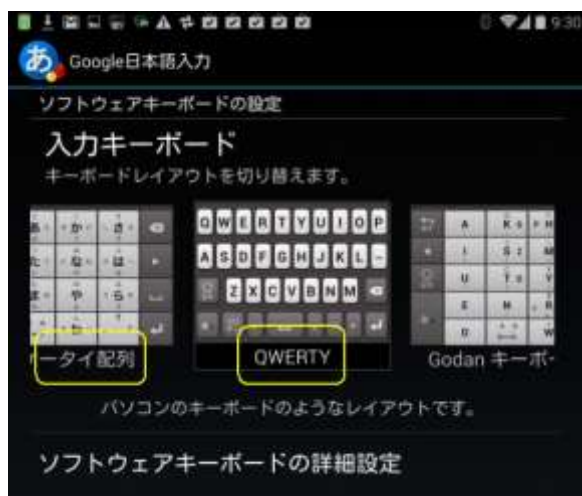 9:30
あ Google日本語入力
ソフトウェアキーボードの設定
入力キーボード
キーボードレイアウトを切り替えます。
Q W E R T Y U I O P
A S D F G H J K L -
Z X C V B N M
ータイ配列
QWERTY
Godan キーボ
パソコンのキーボードのようなレイアウトです。
ソフトウェアキーボードの詳細設定